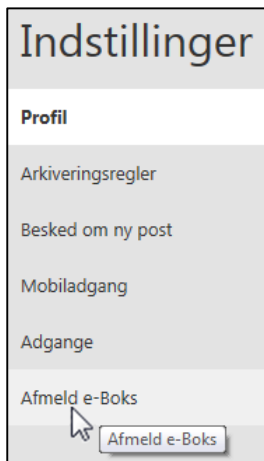 Indstillinger
Profil
Arkiveringsregler
Besked om ny post
Mobiladgang
Adgange
Afmeld e-Boks
Afmeld e-Boks